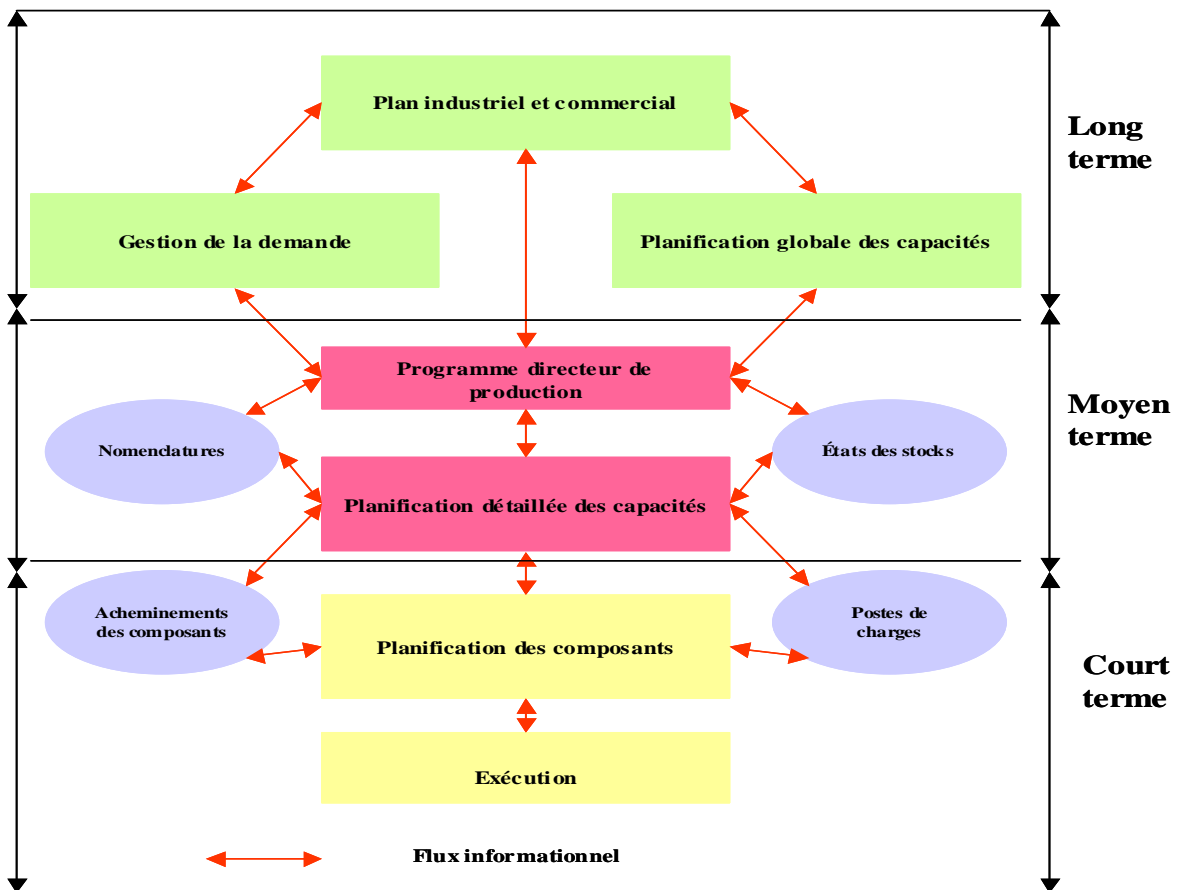 Plan industriel et commercial
Long
terme
Gestion de la demande
Planification globale des capacités
Programme directeur de
production
Moyen
terme
Nomenclatures
États des stocks
Planification détaillée des capacités
Acheminements
des composants
Postes de
charges
Planification des composants
Court
terme
Exécution
Flux informationnel